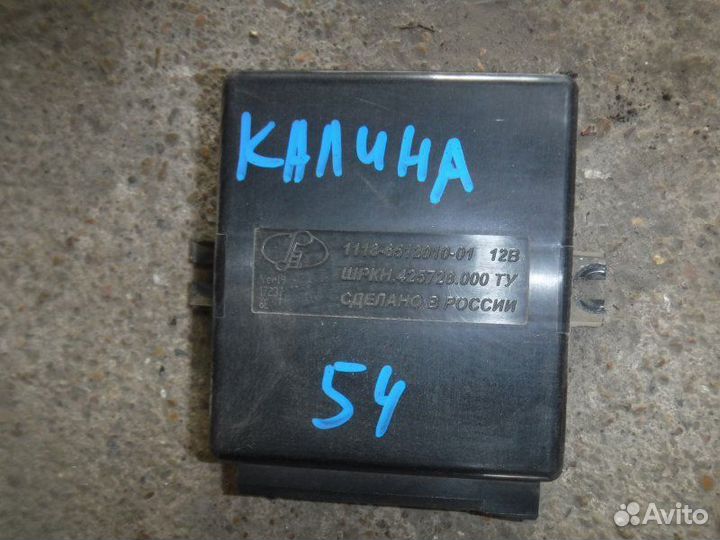 КАЛИНА
1118-6512010-01 12В
ШРКН.425728.000 ТУ
СДЕЛАНО В РОССИИ
54
Avito